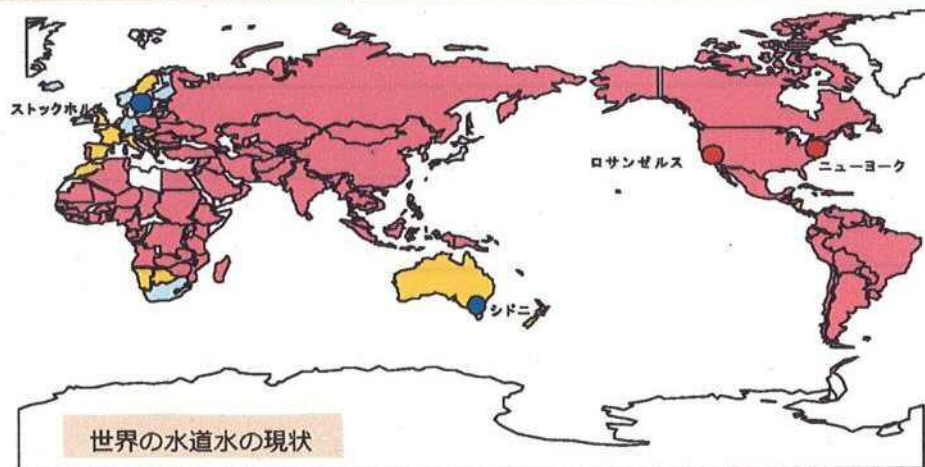 ストックホルム
ロサンゼルス
ニューヨーク
シドニ
世界の水道水の現状